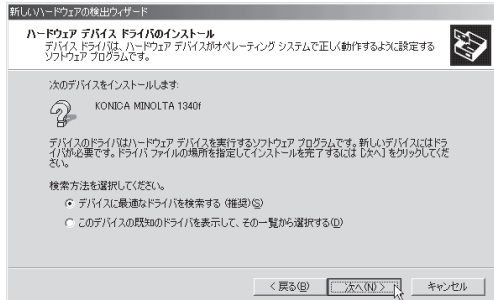 新しいハードウェアの検出ウィザード
ハードウェア デバイス ドライバのインストール
デバイス ドライバは、ハードウェア デバイスがオペレーティング システムで正しく動作するように設定する
ソフトウェア プログラムです。
次のデバイスをインストールします:
KONICA MINOLTA 1340f
デバイスのドライバはハードウェア デバイスを実行するソフトウェア プログラムです。新しいデバイスにはドラ
イバが必要です。ドライバ ファイルの場所を指定してインストールを完了するには [次へ] をクリックしてくだ
さい。
検索方法を選択してください。
デバイスに最適なドライバを検索する (推奨)(S)
このデバイスの既知のドライバを表示して、その一覧から選択する(D)
< 戻る(B) 次へ(N) > キャンセル